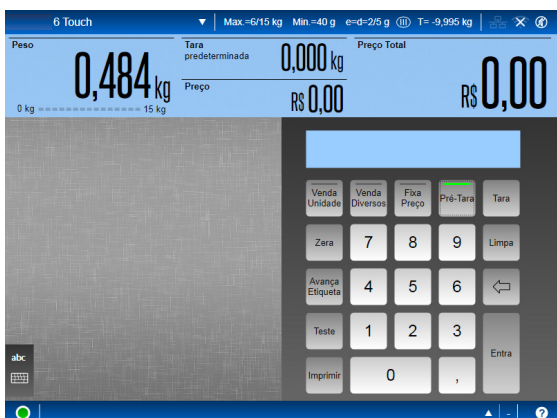 6 Touch Max.=6/15 kg Min.=40 g e=d=2/5 g III T= -9,995 kg
Peso
0,484 kg
0 kg 15 kg
Tara
predeterminada
0,000 kg
Preço
R$ 0,00
Preço Total
R$ 0,00
Venda
Unidade
Venda
Diversos
Fixa
Preço
Pré-Tara
Tara
Zera 7 8 9 Limpa
Avança
Etiqueta
4 5 6
Teste 1 2 3
Entra
Imprimir 0 ,
abc
- ?